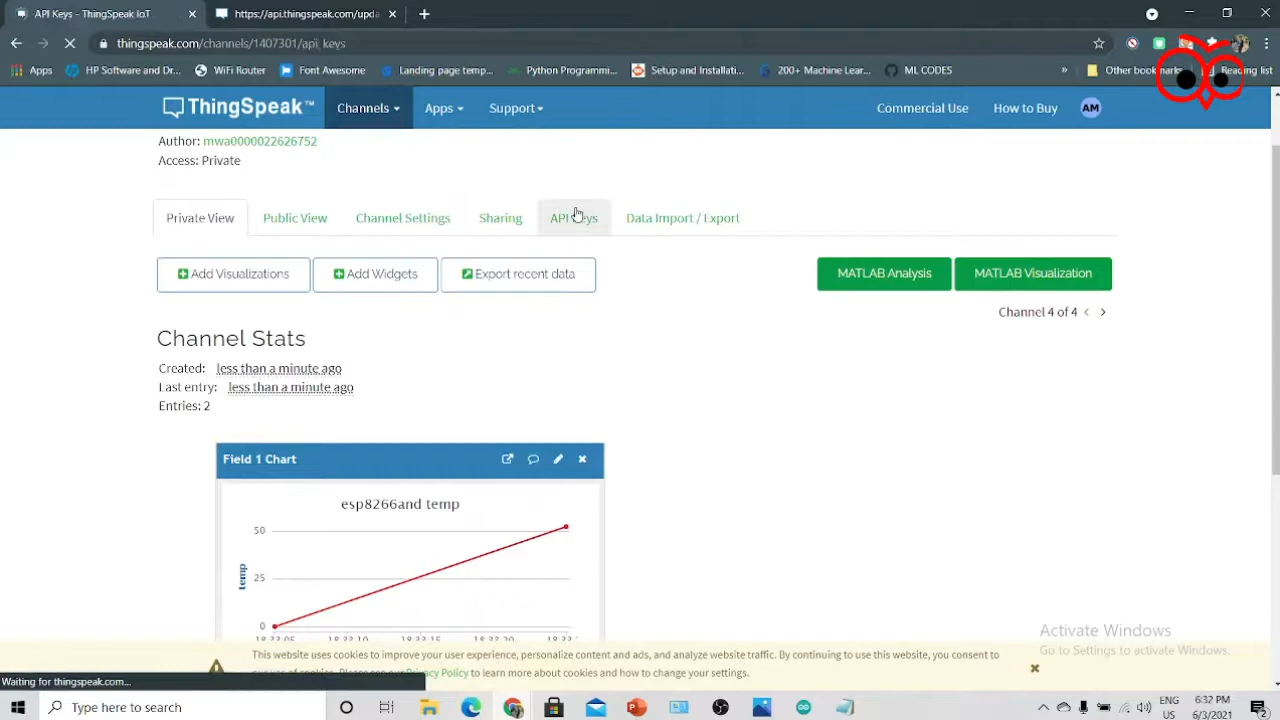 API Keys - ThingSpeak IoT
https://api.thingspeak.com/upda
thingspeak.com/channels/1407301/api_keys
Apps
HP Software and Dr...
WiFi Router
Font Awesome
Landing page temp...
Python Programmi...
Setup and Installati...
200+ Machine Lear...
ML CODES
»
Other bookmarks
Reading list
ThingSpeak™
Channels
Apps
Support
Commercial Use
How to Buy
AM
Author: mwa0000022626752
Access: Private
Private View
Public View
Channel Settings
Sharing
API Keys
Data Import / Export
Add Visualizations
Add Widgets
Export recent data
MATLAB Analysis
MATLAB Visualization
Channel 4 of 4 < >
Channel Stats
Created: less than a minute ago
Last entry: less than a minute ago
Entries: 2
Field 1 Chart
esp8266and temp
50
25
0
temp
Activate Windows
Go to Settings to activate Windows.
This website uses cookies to improve your user experience, personalize content and ads, and analyze website traffic. By continuing to use this website, you consent to
Privacy Policy to learn more about cookies and how to change your settings.
Waiting for thingspeak.com...
Type here to search
ENG
US
6:32 PM
6/3/2021